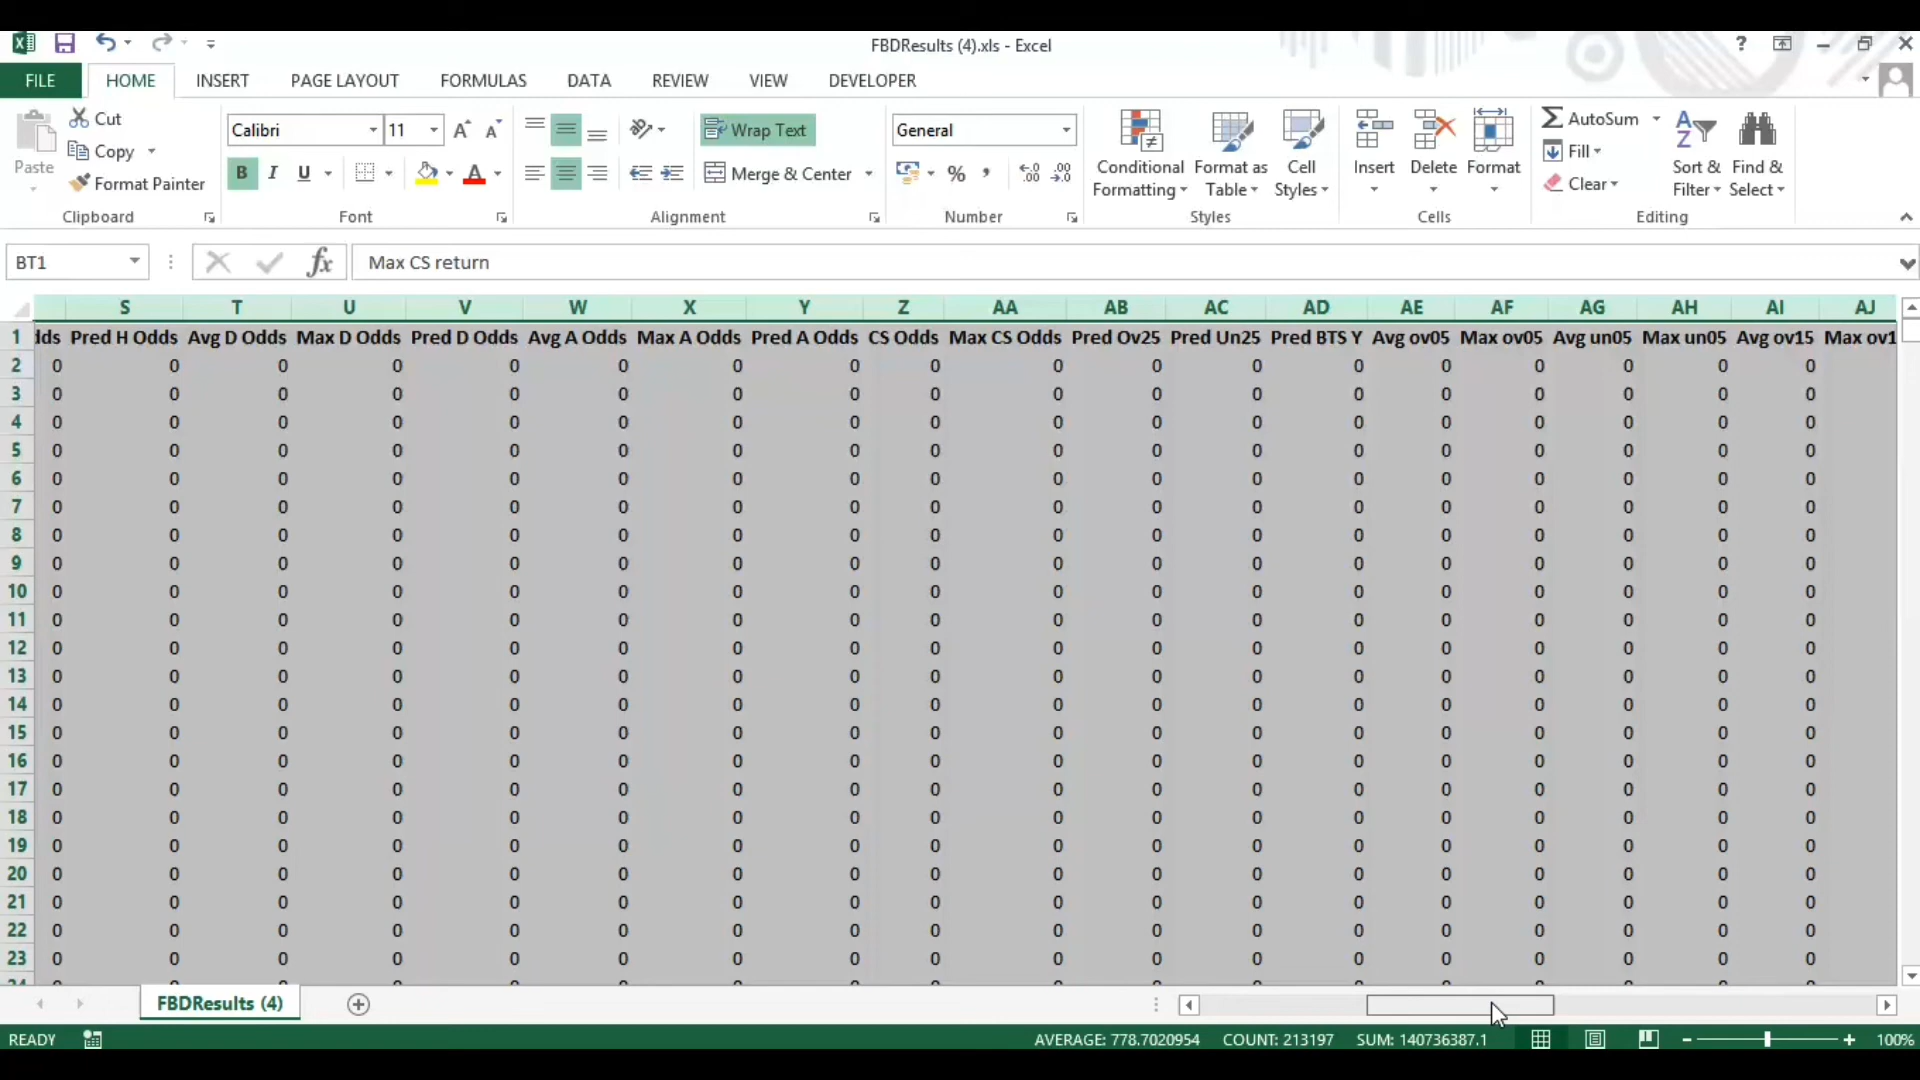 FBDResults (4).xls - Excel
?
FILE HOME INSERT PAGE LAYOUT FORMULAS DATA REVIEW VIEW DEVELOPER
Paste
Cut
Copy
Format Painter
Clipboard
Calibri 11 A A
B I U A
Font
Wrap Text
Merge & Center
Alignment
General
% , .00 .00
Number
Conditional Formatting
Format as Table
Cell Styles
Styles
Insert Delete Format
Cells
AutoSum
Fill
Clear
Sort & Filter
Find & Select
Editing
BT1 fx Max CS return
S T U V W X Y Z AA AB AC AD AE AF AG AH AI AJ
1 dds Pred H Odds Avg D Odds Max D Odds Pred D Odds Avg A Odds Max A Odds Pred A Odds CS Odds Max CS Odds Pred Ov25 Pred Un25 Pred BTS Y Avg ov05 Max ov05 Avg un05 Max un05 Avg ov15 Max ov1
2 0 0 0 0 0 0 0 0 0 0 0 0 0 0 0 0 0 0
3 0 0 0 0 0 0 0 0 0 0 0 0 0 0 0 0 0 0
4 0 0 0 0 0 0 0 0 0 0 0 0 0 0 0 0 0 0
5 0 0 0 0 0 0 0 0 0 0 0 0 0 0 0 0 0 0
6 0 0 0 0 0 0 0 0 0 0 0 0 0 0 0 0 0 0
7 0 0 0 0 0 0 0 0 0 0 0 0 0 0 0 0 0 0
8 0 0 0 0 0 0 0 0 0 0 0 0 0 0 0 0 0 0
9 0 0 0 0 0 0 0 0 0 0 0 0 0 0 0 0 0 0
10 0 0 0 0 0 0 0 0 0 0 0 0 0 0 0 0 0 0
11 0 0 0 0 0 0 0 0 0 0 0 0 0 0 0 0 0 0
12 0 0 0 0 0 0 0 0 0 0 0 0 0 0 0 0 0 0
13 0 0 0 0 0 0 0 0 0 0 0 0 0 0 0 0 0 0
14 0 0 0 0 0 0 0 0 0 0 0 0 0 0 0 0 0 0
15 0 0 0 0 0 0 0 0 0 0 0 0 0 0 0 0 0 0
16 0 0 0 0 0 0 0 0 0 0 0 0 0 0 0 0 0 0
17 0 0 0 0 0 0 0 0 0 0 0 0 0 0 0 0 0 0
18 0 0 0 0 0 0 0 0 0 0 0 0 0 0 0 0 0 0
19 0 0 0 0 0 0 0 0 0 0 0 0 0 0 0 0 0 0
20 0 0 0 0 0 0 0 0 0 0 0 0 0 0 0 0 0 0
21 0 0 0 0 0 0 0 0 0 0 0 0 0 0 0 0 0 0
22 0 0 0 0 0 0 0 0 0 0 0 0 0 0 0 0 0 0
23 0 0 0 0 0 0 0 0 0 0 0 0 0 0 0 0 0 0
FBDResults (4)
READY AVERAGE: 778.7020954 COUNT: 213197 SUM: 140736387.1 100%